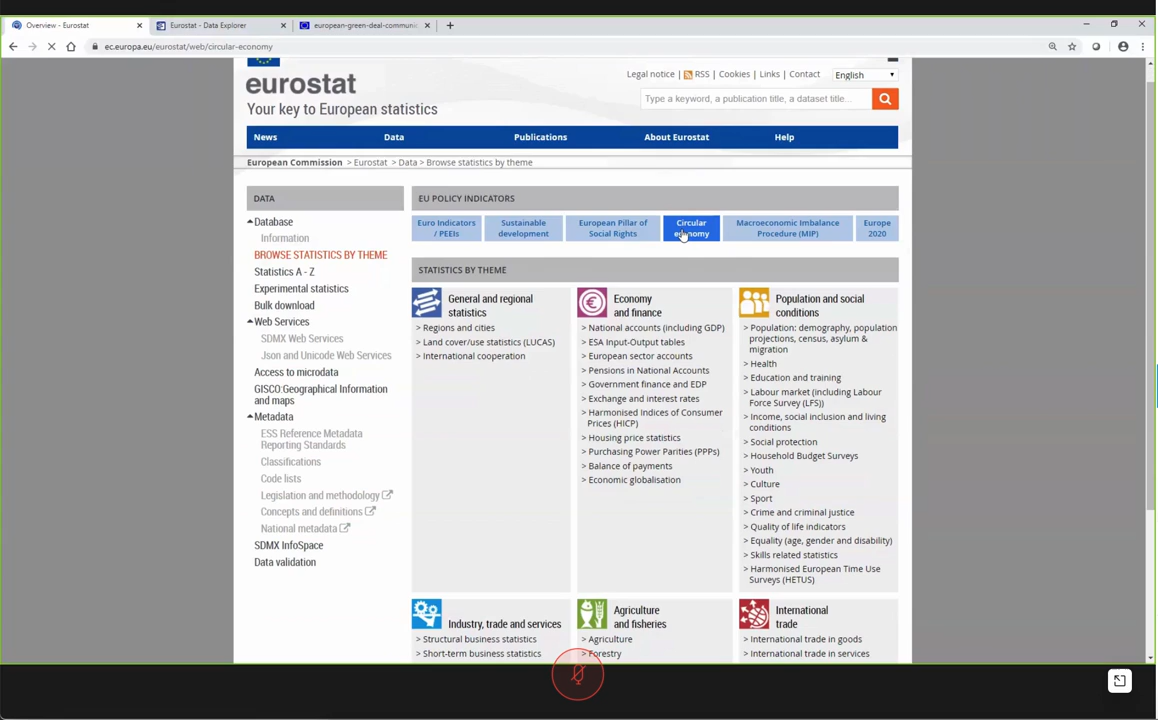 Overview - Eurostat
Eurostat - Data Explorer
european-green-deal-communic
ec.europa.eu/eurostat/web/circular-economy
Legal notice | RSS | Cookies | Links | Contact
English
eurostat
Your key to European statistics
Type a keyword, a publication title, a dataset title...
News Data Publications About Eurostat Help
European Commission > Eurostat > Data > Browse statistics by theme
DATA
Database
Information
BROWSE STATISTICS BY THEME
Statistics A - Z
Experimental statistics
Bulk download
Web Services
SDMX Web Services
Json and Unicode Web Services
Access to microdata
GISCO:Geographical Information
and maps
Metadata
ESS Reference Metadata
Reporting Standards
Classifications
Code lists
Legislation and methodology
Concepts and definitions
National metadata
SDMX InfoSpace
Data validation
EU POLICY INDICATORS
Euro Indicators
/ PEEIs
Sustainable
development
European Pillar of
Social Rights
Circular
economy
Macroeconomic Imbalance
Procedure (MIP)
Europe
2020
STATISTICS BY THEME
General and regional
statistics
> Regions and cities
> Land cover/use statistics (LUCAS)
> International cooperation
Economy
and finance
> National accounts (including GDP)
> ESA Input-Output tables
> European sector accounts
> Pensions in National Accounts
> Government finance and EDP
> Exchange and interest rates
> Harmonised Indices of Consumer
Prices (HICP)
> Housing price statistics
> Purchasing Power Parities (PPPs)
> Balance of payments
> Economic globalisation
Population and social
conditions
> Population: demography, population
projections, census, asylum &
migration
> Health
> Education and training
> Labour market (including Labour
Force Survey (LFS))
> Income, social inclusion and living
conditions
> Social protection
> Household Budget Surveys
> Youth
> Culture
> Sport
> Crime and criminal justice
> Quality of life indicators
> Equality (age, gender and disability)
> Skills related statistics
> Harmonised European Time Use
Surveys (HETUS)
Industry, trade and services
> Structural business statistics
> Short-term business statistics
Agriculture
and fisheries
> Agriculture
> Forestry
International
trade
> International trade in goods
> International trade in services